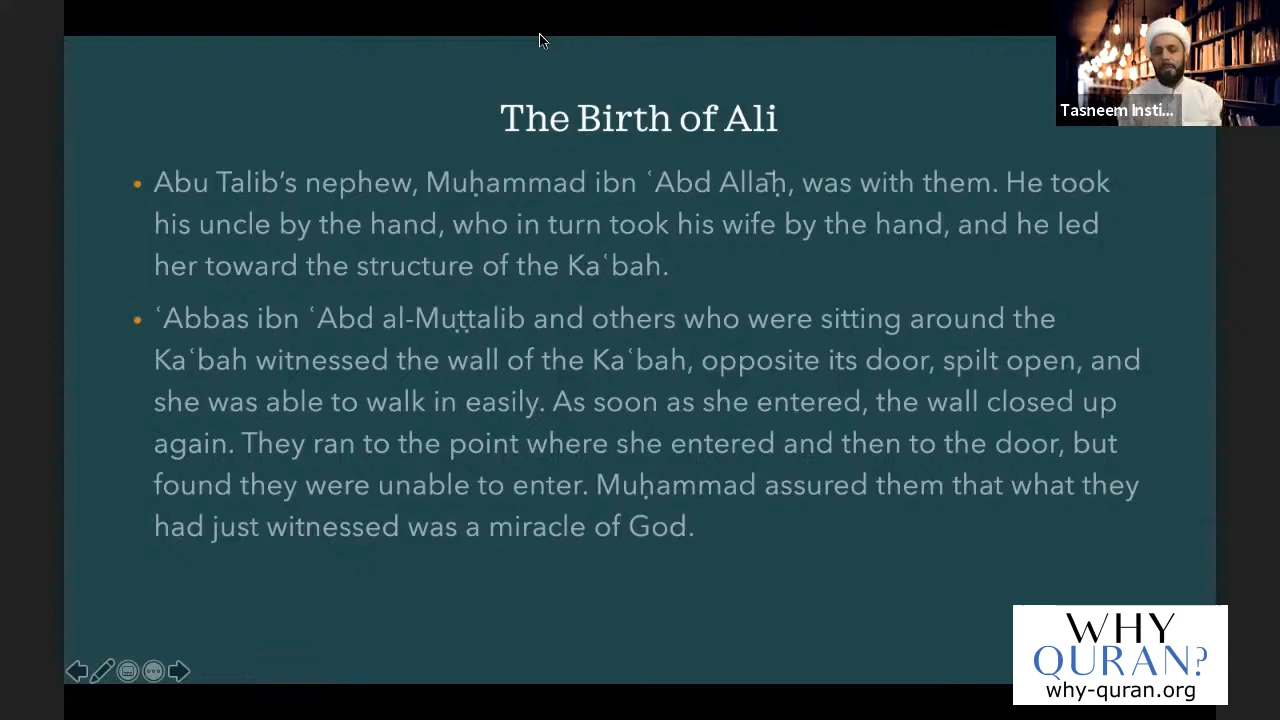 Tasneem Insti...
The Birth of Ali
• Abu Talib’s nephew, Muḥammad ibn ʿAbd Allāḥ, was with them. He took
his uncle by the hand, who in turn took his wife by the hand, and he led
her toward the structure of the Kaʿbah.
• ʿAbbas ibn ʿAbd al-Muṭṭalib and others who were sitting around the
Kaʿbah witnessed the wall of the Kaʿbah, opposite its door, spilt open, and
she was able to walk in easily. As soon as she entered, the wall closed up
again. They ran to the point where she entered and then to the door, but
found they were unable to enter. Muḥammad assured them that what they
had just witnessed was a miracle of God.
WHY
QURAN?
why-quran.org